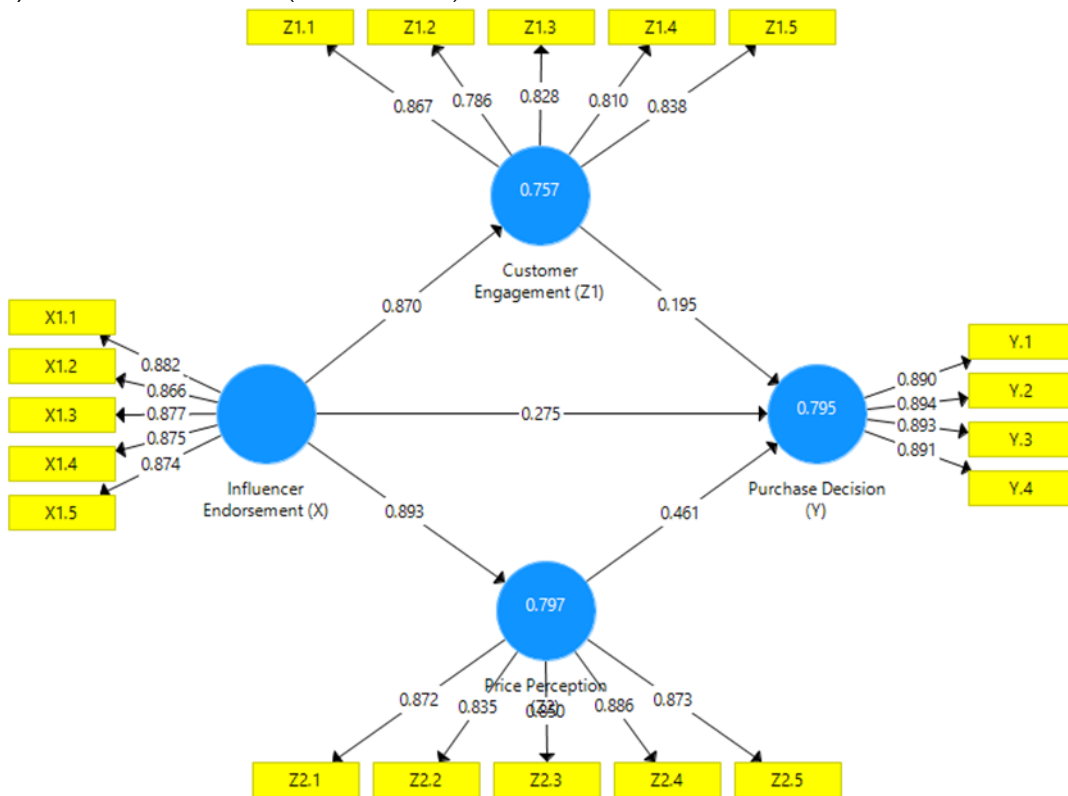 Z1.1 Z1.2 Z1.3 Z1.4 Z1.5
0.867 0.786 0.828 0.810 0.838
0.757
Customer
Engagement (Z1)
0.870 0.195
X1.1
X1.2
X1.3
X1.4
X1.5
0.882
0.866
0.877
0.875
0.874
Influencer
Endorsement (X)
0.275
0.795
Purchase Decision
(Y)
0.890
0.894
0.893
0.891
Y.1
Y.2
Y.3
Y.4
0.893 0.461
0.797
Price Perception
0.872 0.835 0.886 0.873
Z2.1 Z2.2 Z2.3 Z2.4 Z2.5